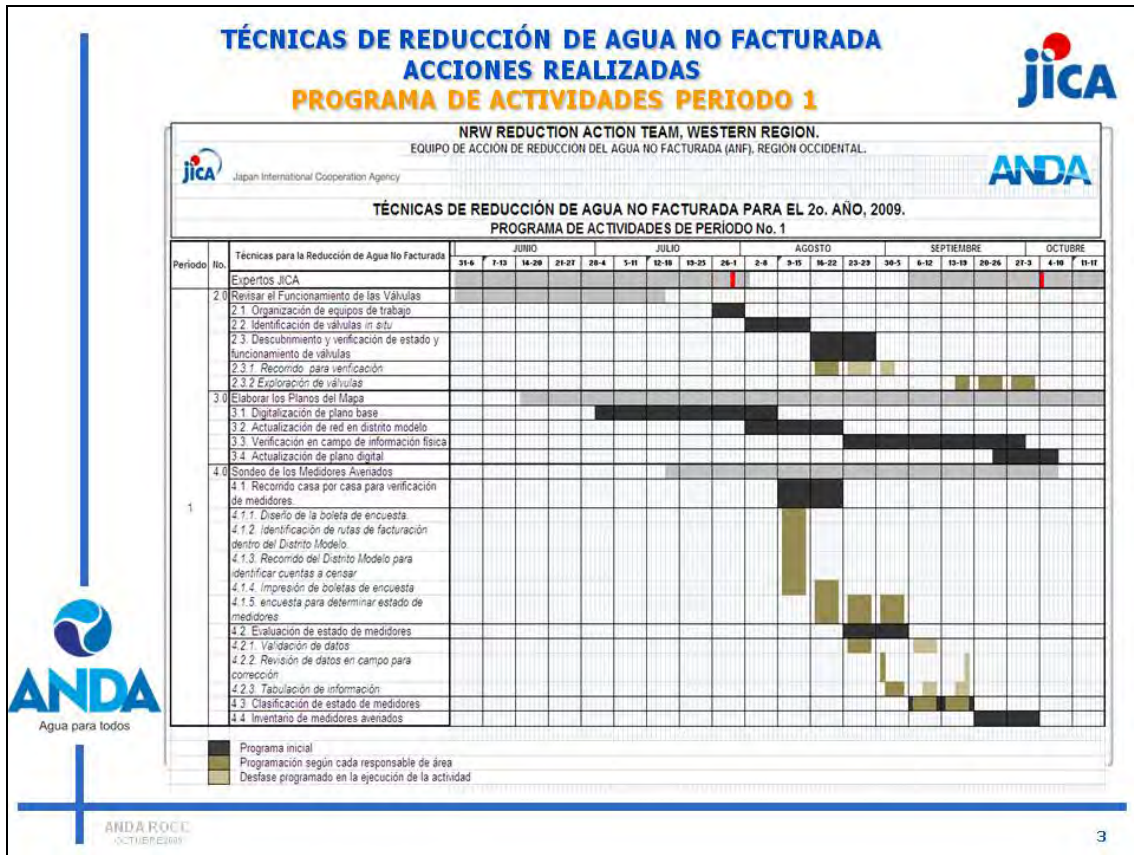 TÉCNICAS DE REDUCCIÓN DE AGUA NO FACTURADA
ACCIONES REALIZADAS
PROGRAMA DE ACTIVIDADES PERIODO 1
jica
NRW REDUCTION ACTION TEAM, WESTERN REGION.
EQUIPO DE ACCIÓN DE REDUCCIÓN DEL AGUA NO FACTURADA (ANF), REGIÓN OCCIDENTAL.
jica Japan International Cooperation Agency
ANDA
TÉCNICAS DE REDUCCIÓN DE AGUA NO FACTURADA PARA EL 2o. AÑO, 2009.
PROGRAMA DE ACTIVIDADES DE PERÍODO No. 1
Período No. Técnicas para la Reducción de Agua No Facturada JUNIO JULIO AGOSTO SEPTIEMBRE OCTUBRE
31-6 7-13 14-20 21-27 28-4 5-11 12-18 19-25 26-1 2-8 9-15 16-22 23-29 30-5 6-12 13-19 20-26 27-3 4-10 11-17
Expertos JICA
1
2.0 Revisar el Funcionamiento de las Válvulas
2.1. Organización de equipos de trabajo
2.2. Identificación de válvulas in situ
2.3. Descubrimiento y verificación de estado y
funcionamiento de válvulas
2.3.1. Recorrido para verificación
2.3.2 Exploración de válvulas
3.0 Elaborar los Planos del Mapa
3.1. Digitalización de plano base
3.2. Actualización de red en distrito modelo
3.3. Verificación en campo de información física
3.4. Actualización de plano digital
4.0 Sondeo de los Medidores Averiados
4.1. Recorrido casa por casa para verificación
de medidores.
4.1.1. Diseño de la boleta de encuesta.
4.1.2. Identificación de rutas de facturación
dentro del Distrito Modelo.
4.1.3. Recorrido del Distrito Modelo para
identificar cuentas a censar
4.1.4. Impresión de boletas de encuesta
4.1.5. encuesta para determinar estado de
medidores
4.2. Evaluación de estado de medidores
4.2.1. Validación de datos
4.2.2. Revisión de datos en campo para
corrección
4.2.3. Tabulación de información
4.3. Clasificación de estado de medidores
4.4. Inventario de medidores averiados
Programa inicial
Programación según cada responsable de área
Desfase programado en la ejecución de la actividad
ANDA
Agua para todos
ANDA ROCC
OCTUBRE2009
3